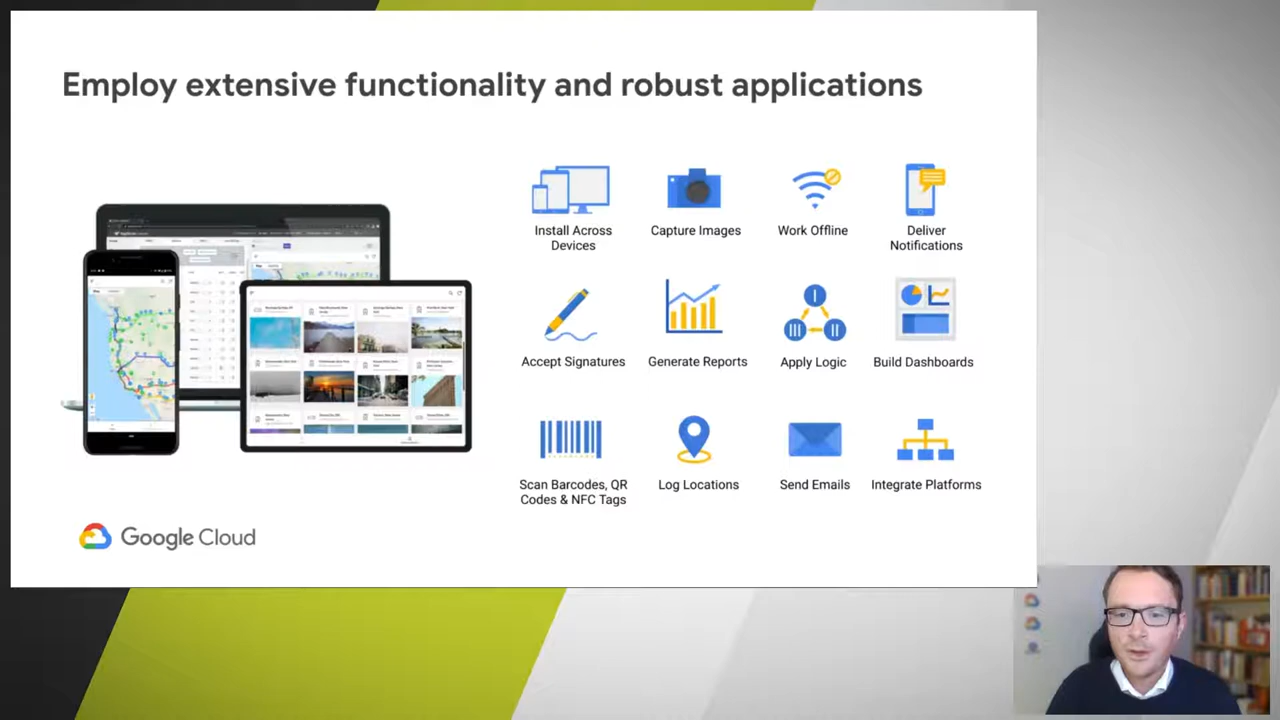 Employ extensive functionality and robust applications
Install Across
Devices
Capture Images
Work Offline
Deliver
Notifications
Accept Signatures
Generate Reports
Apply Logic
Build Dashboards
Scan Barcodes, QR
Codes & NFC Tags
Log Locations
Send Emails
Integrate Platforms
Google Cloud